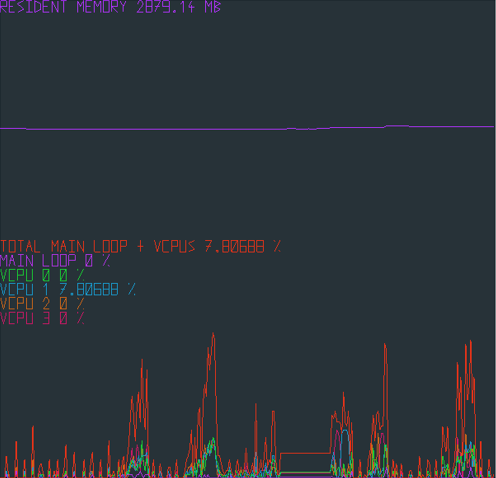 RESIDENT MEMORY 2879.14 MB
TOTAL MAIN LOOP + VCPUS 7.80688 %
MAIN LOOP 0 %
VCPU 0 0 %
VCPU 1 7.80688 %
VCPU 2 0 %
VCPU 3 0 %